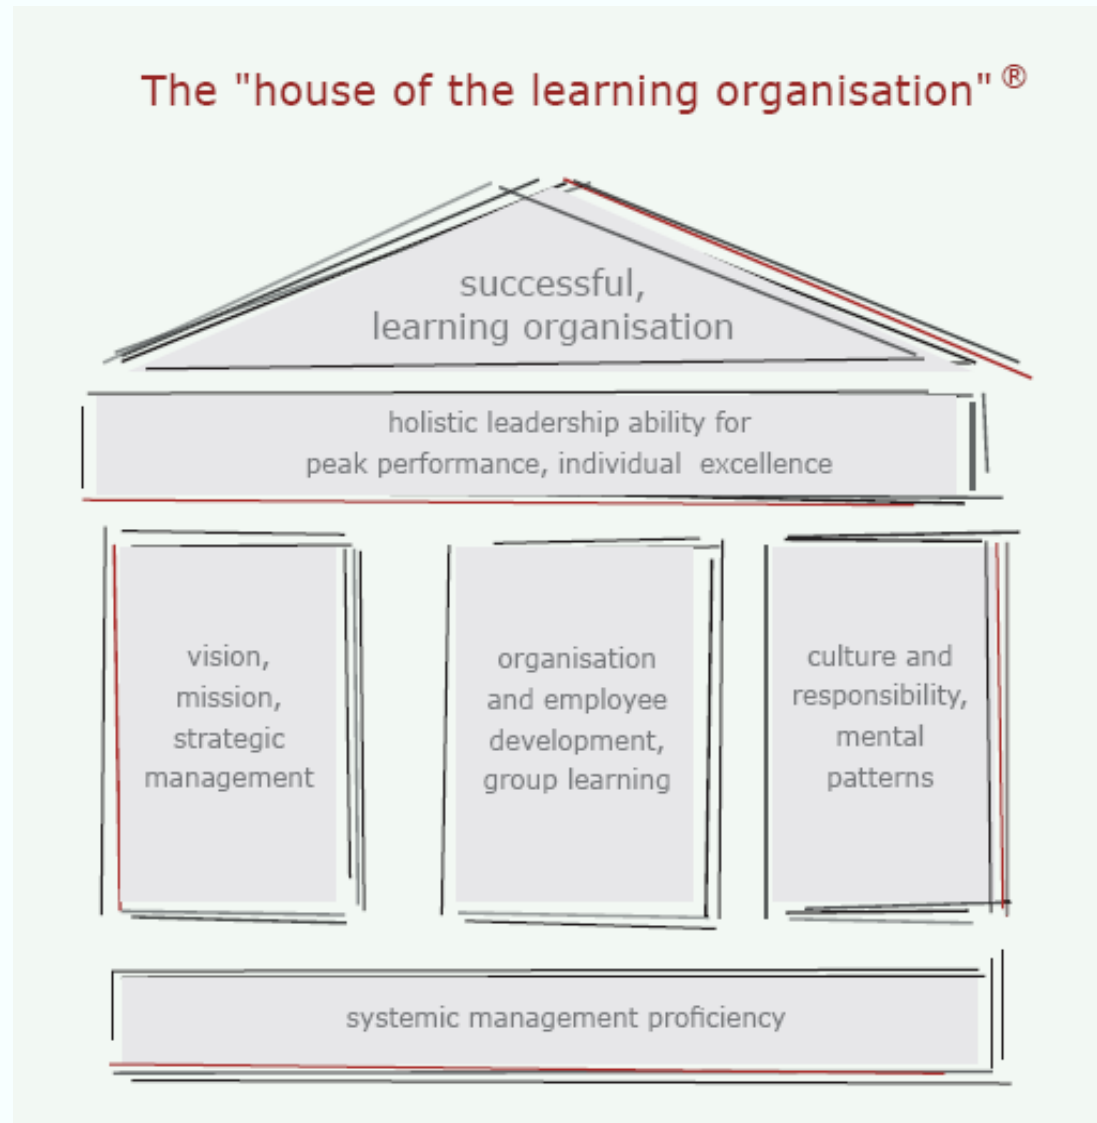 The "house of the learning organisation" ®
successful,
learning organisation
holistic leadership ability for
peak performance, individual excellence
vision,
mission,
strategic
management
organisation
and employee
development,
group learning
culture and
responsibility,
mental
patterns
systemic management proficiency